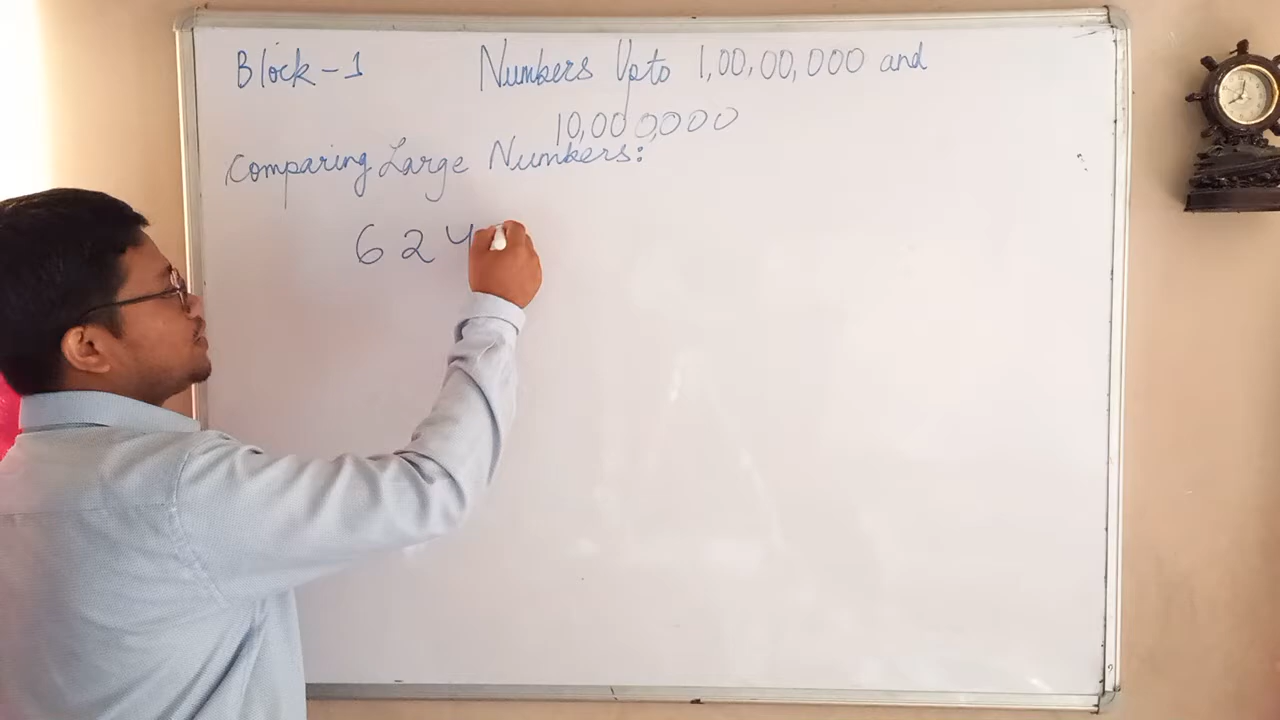 Block-1 Numbers Upto 1,00,00,000 and
10,000,000
Comparing Large Numbers:
6 2 4